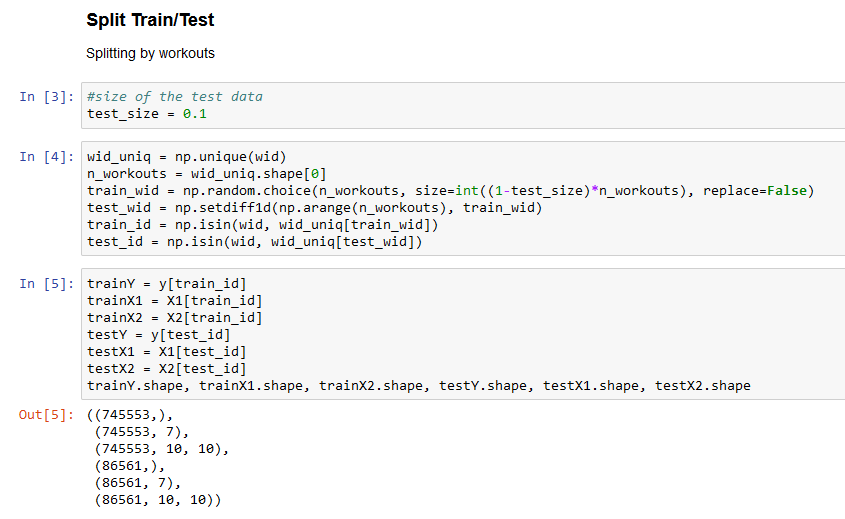 Split Train/Test
Splitting by workouts
In [3]: #size of the test data
test_size = 0.1
In [4]: wid_uniq = np.unique(wid)
n_workouts = wid_uniq.shape[0]
train_wid = np.random.choice(n_workouts, size=int((1-test_size)*n_workouts), replace=False)
test_wid = np.setdiff1d(np.arange(n_workouts), train_wid)
train_id = np.isin(wid, wid_uniq[train_wid])
test_id = np.isin(wid, wid_uniq[test_wid])
In [5]: trainY = y[train_id]
trainX1 = X1[train_id]
trainX2 = X2[train_id]
testY = y[test_id]
testX1 = X1[test_id]
testX2 = X2[test_id]
trainY.shape, trainX1.shape, trainX2.shape, testY.shape, testX1.shape, testX2.shape
Out[5]: ((745553,),
(745553, 7),
(745553, 10, 10),
(86561,),
(86561, 7),
(86561, 10, 10))